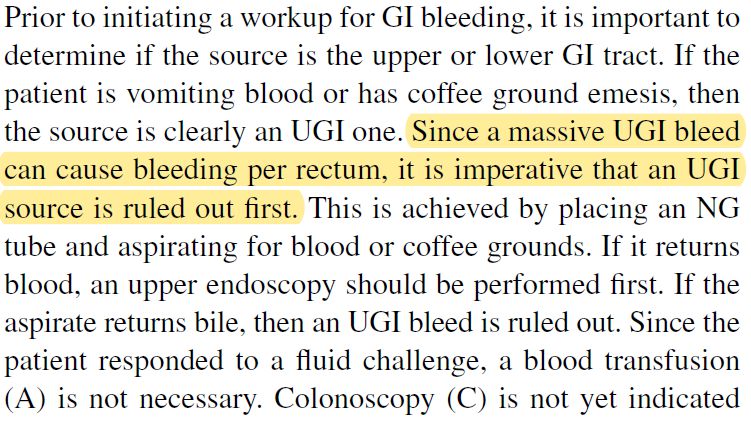 Prior to initiating a workup for GI bleeding, it is important to
determine if the source is the upper or lower GI tract. If the
patient is vomiting blood or has coffee ground emesis, then
the source is clearly an UGI one. Since a massive UGI bleed
can cause bleeding per rectum, it is imperative that an UGI
source is ruled out first. This is achieved by placing an NG
tube and aspirating for blood or coffee grounds. If it returns
blood, an upper endoscopy should be performed first. If the
aspirate returns bile, then an UGI bleed is ruled out. Since the
patient responded to a fluid challenge, a blood transfusion
(A) is not necessary. Colonoscopy (C) is not yet indicated